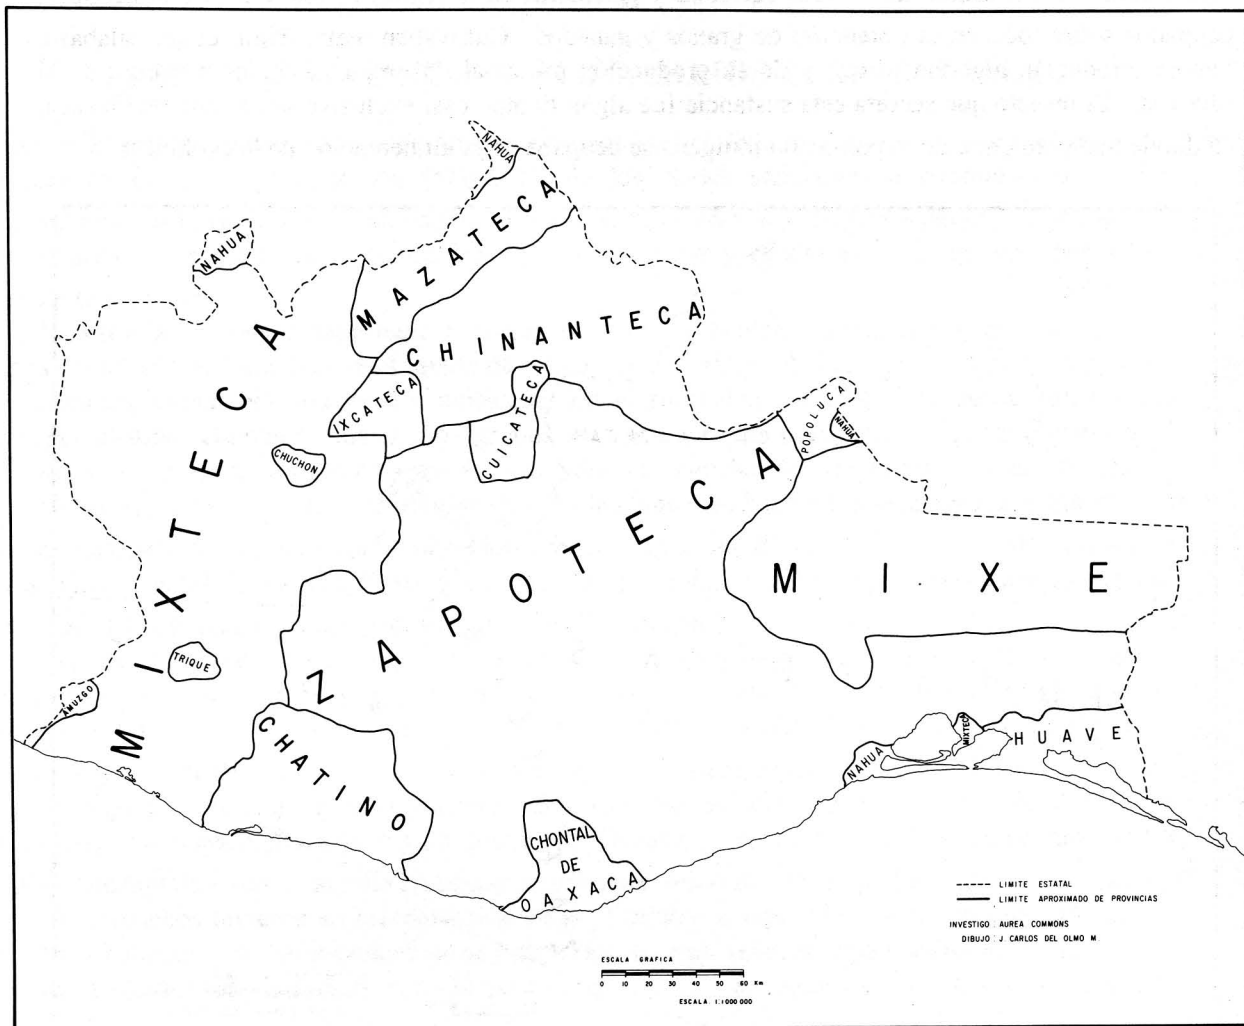 NAHUA
MAZATECA
NAHUA
CHINANTECA
MIXTECA
IXCATECA
CUICATECA
POPOLUCA
NAHUA
CHUCHON
ZAPOTECA
MIXE
TRIQUE
AMUZGO
CHATINO
NAHUA
MIXTECO
HUAVE
CHONTAL
DE
OAXACA
LIMITE ESTATAL
LIMITE APROXIMADO DE PROVINCIAS
INVESTIGO: AUREA COMMONS
DIBUJO: J. CARLOS DEL OLMO M.
ESCALA GRAFICA
0 10 20 30 40 50 60 Km
ESCALA 1:1 000 000